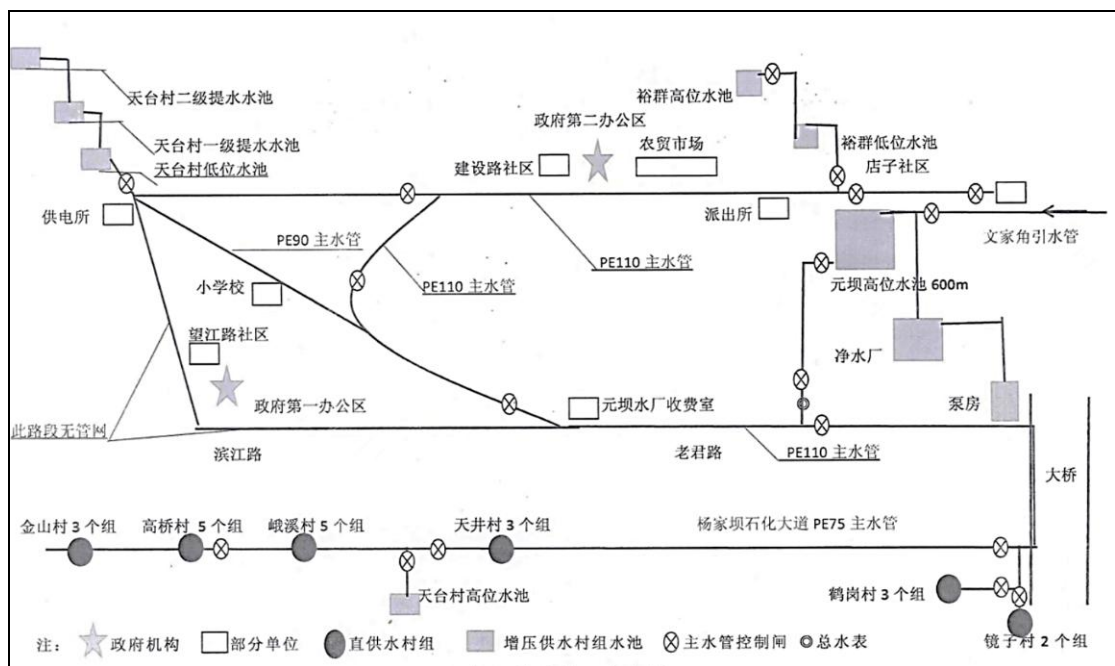 天台村二级提水水池
裕群高位水池
政府第二办公区
天台村一级提水水池
农贸市场
裕群低位水池
建设路社区
店子社区
天台村低位水池
供电所
派出所
文家角引水管
PE90 主水管
PE110 主水管
PE110 主水管
元坝高位水池 600m
小学校
望江路社区
净水厂
政府第一办公区
元坝水厂收费室
泵房
此路段无管网
滨江路
老君路
PE110 主水管
大桥
金山村 3 个组
高桥村 5 个组
峨溪村 5 个组
天井村 3 个组
杨家坝石化大道 PE75 主水管
天台村高位水池
鹤岗村 3 个组
注：
政府机构
部分单位
直供水村组
增压供水村组水池
主水管控制闸
总水表
镜子村 2 个组